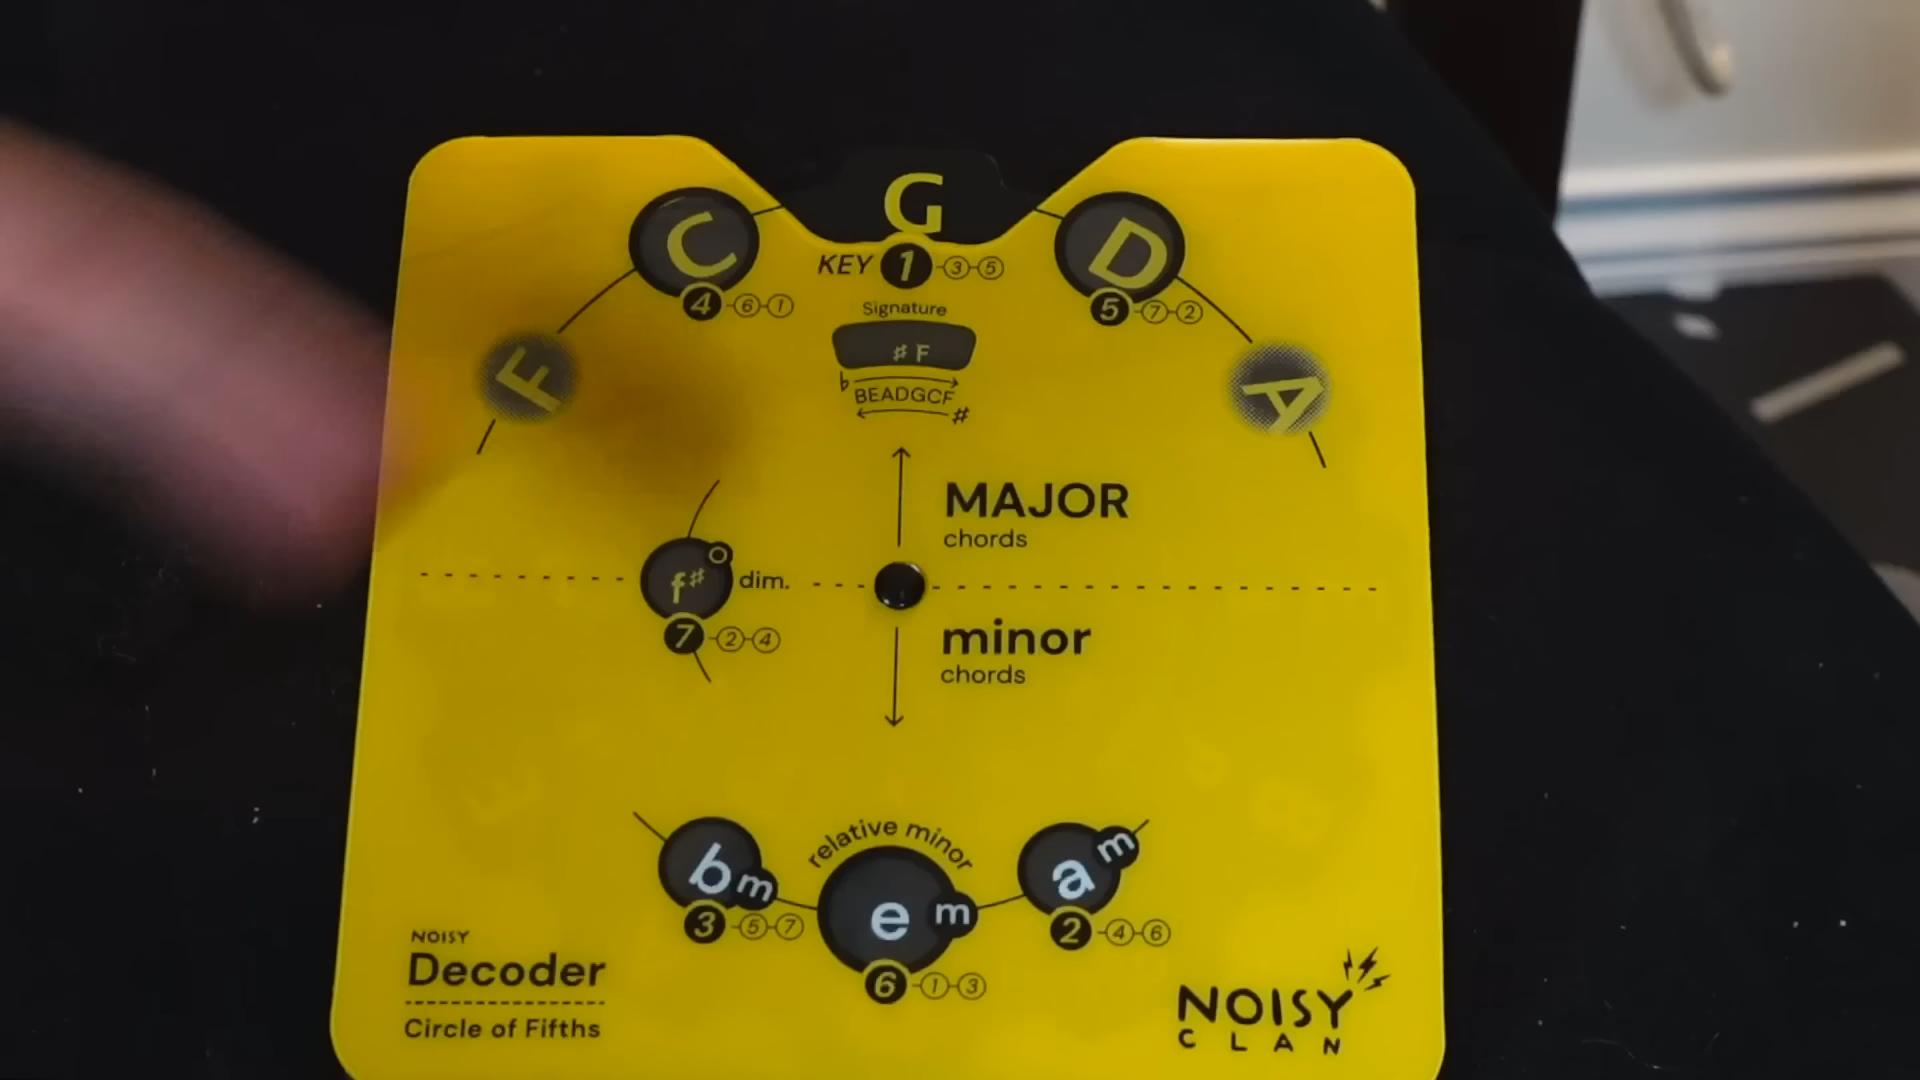 G
C
D
KEY 1-3-5
4-6-1
5-7-2
Signature
♯F
♭
BEADGCF
♯
F
A
MAJOR
chords
f♯ dim.
7-2-4
minor
chords
relative minor
bm
em
am
3-5-7
2-4-6
6-1-3
NOISY
Decoder
Circle of Fifths
NOISY
CLAN